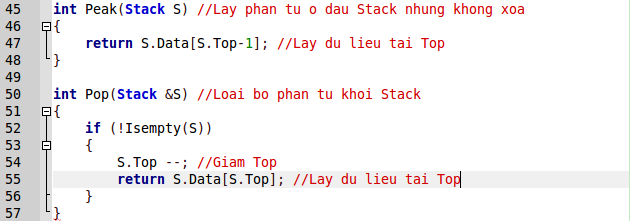 45 int Peak(Stack S) //Lay phan tu o dau Stack nhung khong xoa
46 {
47 return S.Data[S.Top-1]; //Lay du lieu tai Top
48 }
49
50 int Pop(Stack &S) //Loai bo phan tu khoi Stack
51 {
52 if (!Isempty(S))
53 {
54 S.Top --; //Giam Top
55 return S.Data[S.Top]; //Lay du lieu tai Top
56 }
57 }